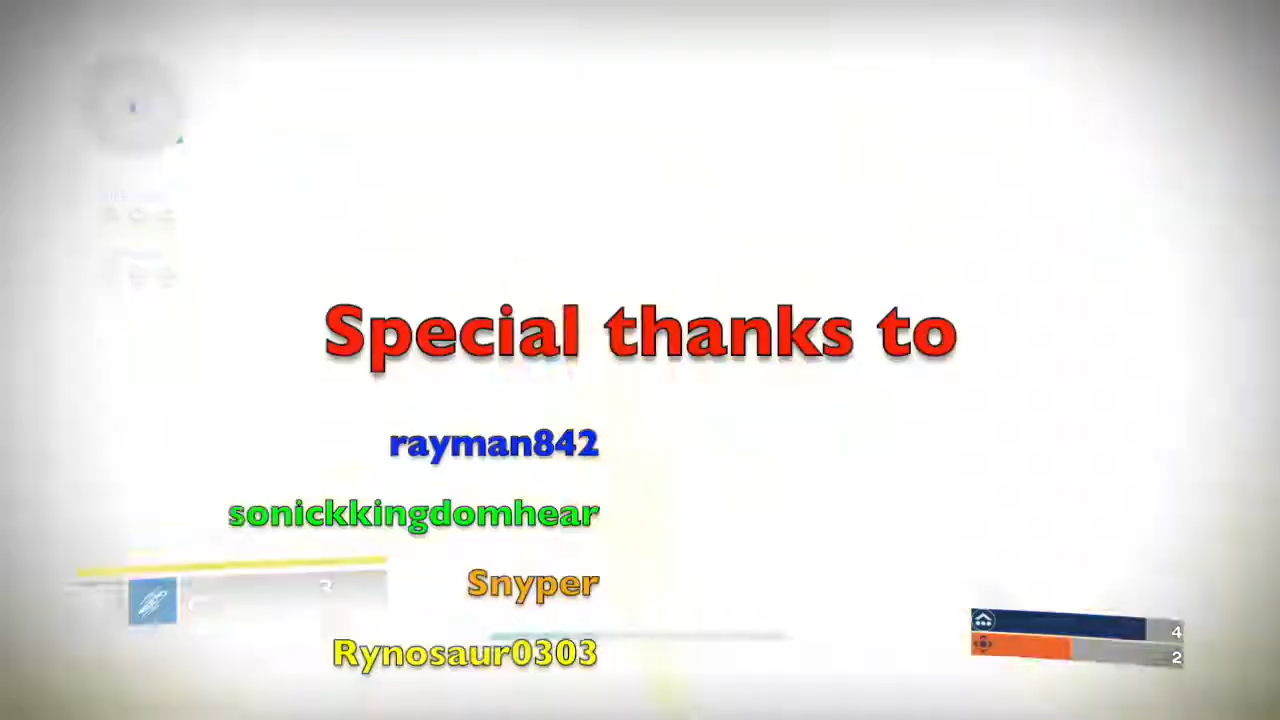 Special thanks to
rayman842
sonickkingdomhear
Snyper
Rynosaur0303
4
2